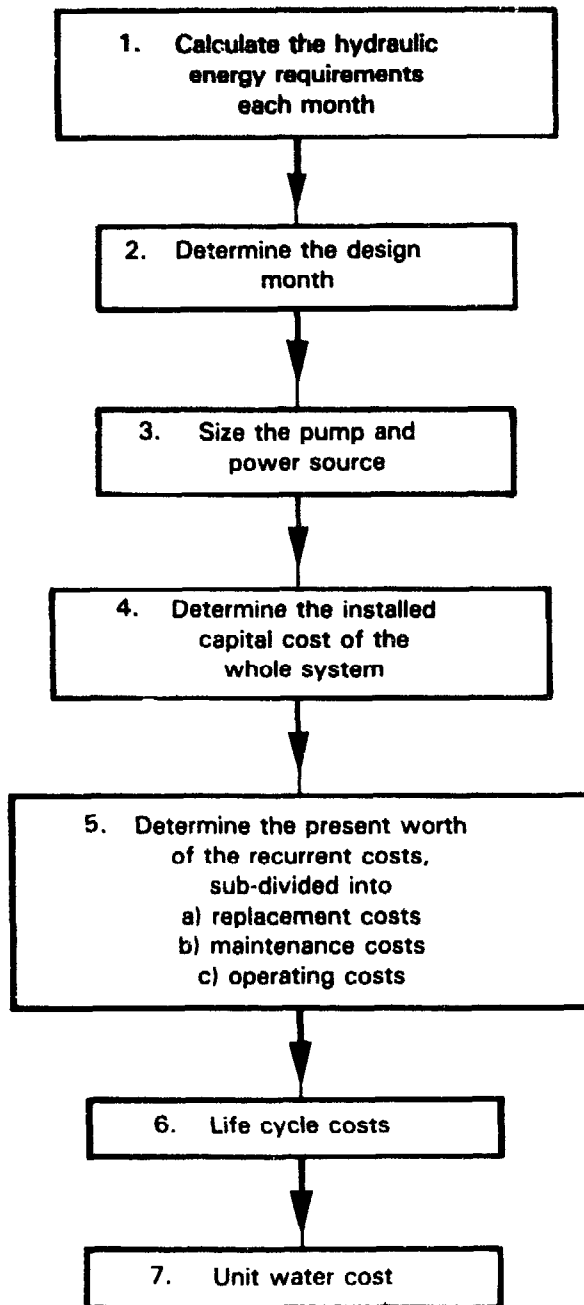 1. Calculate the hydraulic
energy requirements
each month
2. Determine the design
month
3. Size the pump and
power source
4. Determine the installed
capital cost of the
whole system
5. Determine the present worth
of the recurrent costs,
sub-divided into
a) replacement costs
b) maintenance costs
c) operating costs
6. Life cycle costs
7. Unit water cost